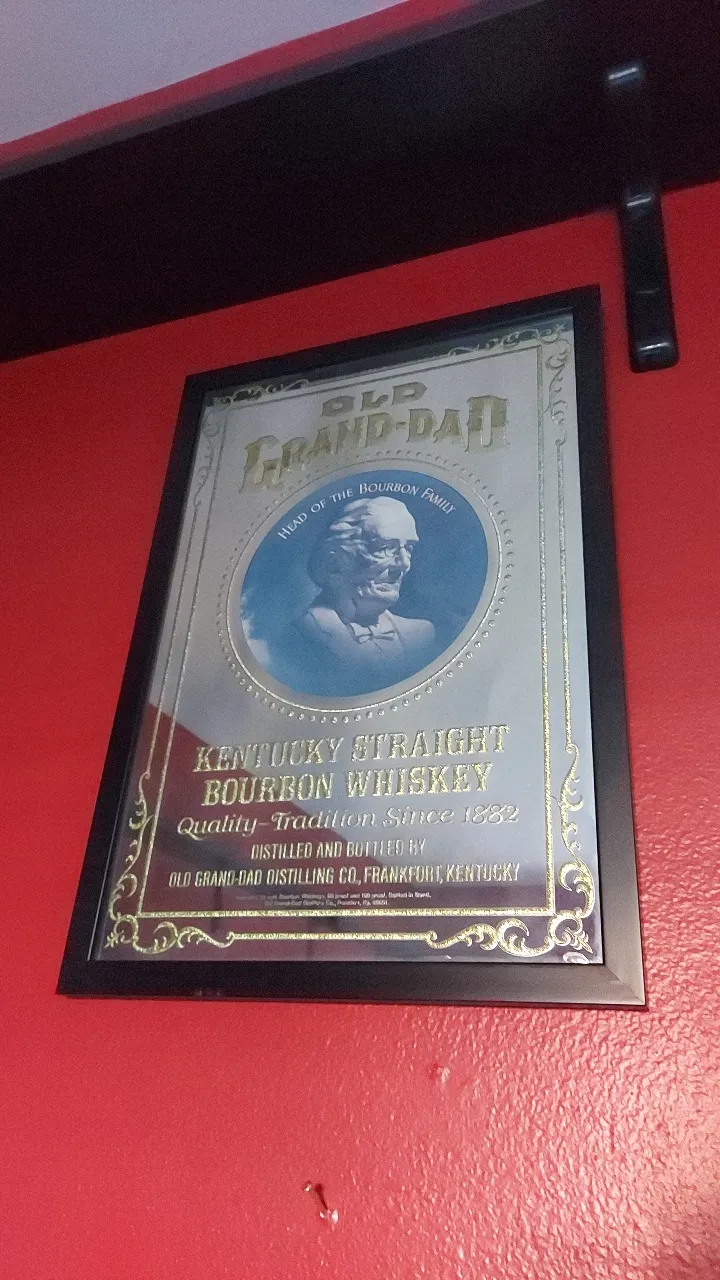 OLD
GRAND-DAD
HEAD OF THE BOURBON FAMILY
KENTUCKY STRAIGHT
BOURBON WHISKEY
Quality-Tradition Since 1882
DISTILLED AND BOTTLED BY
OLD GRAND-DAD DISTILLING CO., FRANKFORT, KENTUCKY